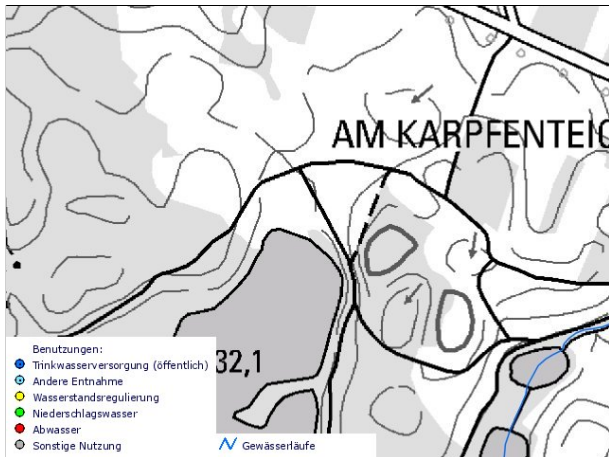 AM KARPFENTEIC
32,1
Benutzungen:
Trinkwasserversorgung (öffentlich)
Andere Entnahme
Wasserstandsregulierung
Niederschlagswasser
Abwasser
Sonstige Nutzung
Gewässerläufe